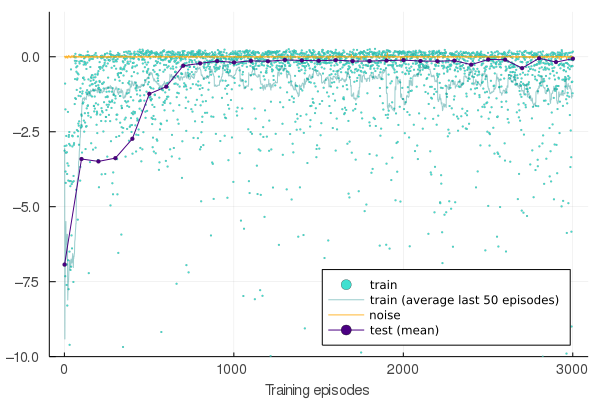 0.0
−2.5
−5.0
−7.5
−10.0
0
1000
2000
3000
Training episodes
train
train (average last 50 episodes)
noise
test (mean)